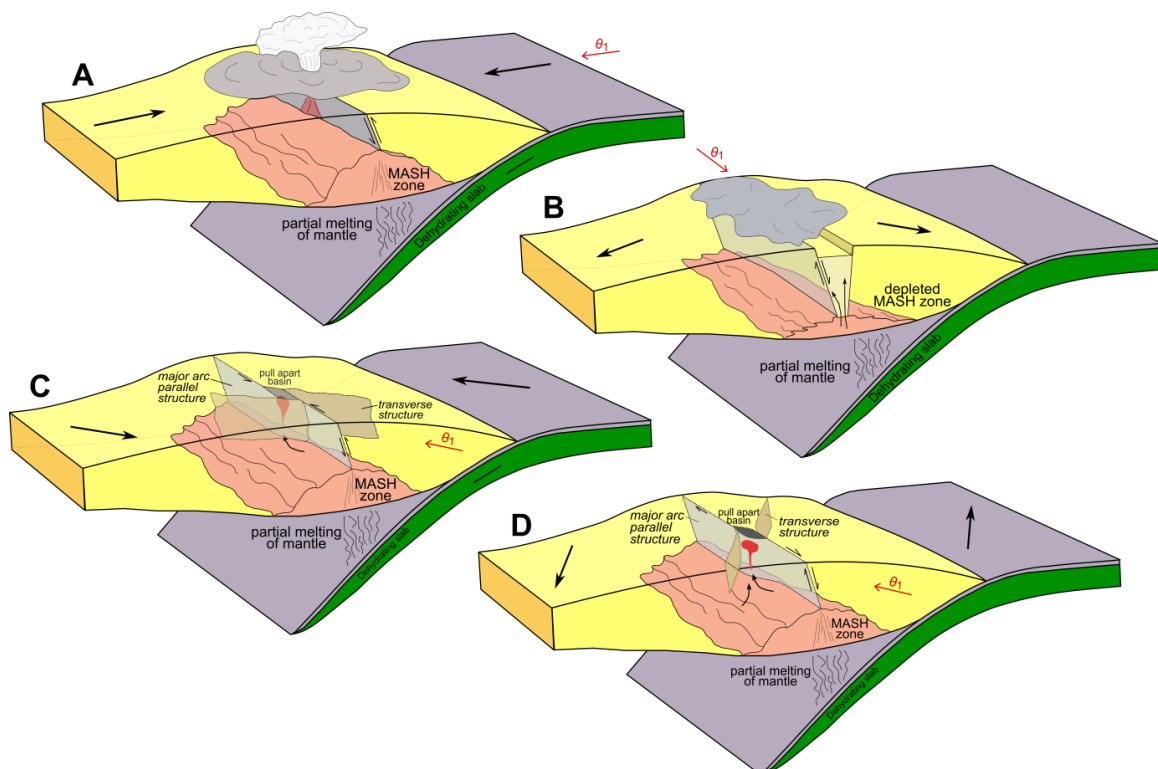 A
θ1
MASH
zone
partial melting
of mantle
Dehydrating slab
θ1
B
depleted
MASH zone
partial melting
of mantle
Dehydrating slab
C
major arc
parallel
structure
pull apart
basin
transverse
structure
θ1
MASH
zone
partial melting
of mantle
Dehydrating slab
D
major arc
parallel
structure
pull apart
basin
transverse
structure
θ1
MASH
zone
partial melting
of mantle
Dehydrating slab